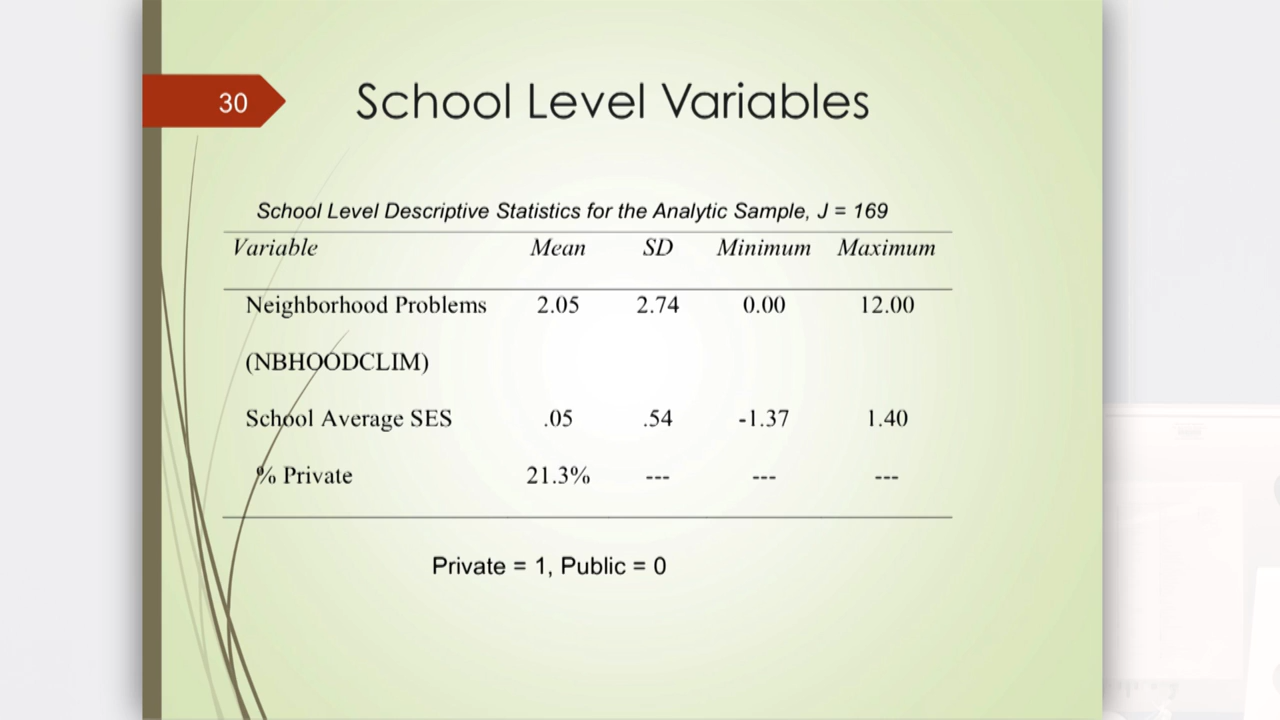 30
School Level Variables
School Level Descriptive Statistics for the Analytic Sample, J = 169
Variable Mean SD Minimum Maximum
Neighborhood Problems 2.05 2.74 0.00 12.00
(NBHOODCLIM)
School Average SES .05 .54 -1.37 1.40
% Private 21.3% --- --- ---
Private = 1, Public = 0